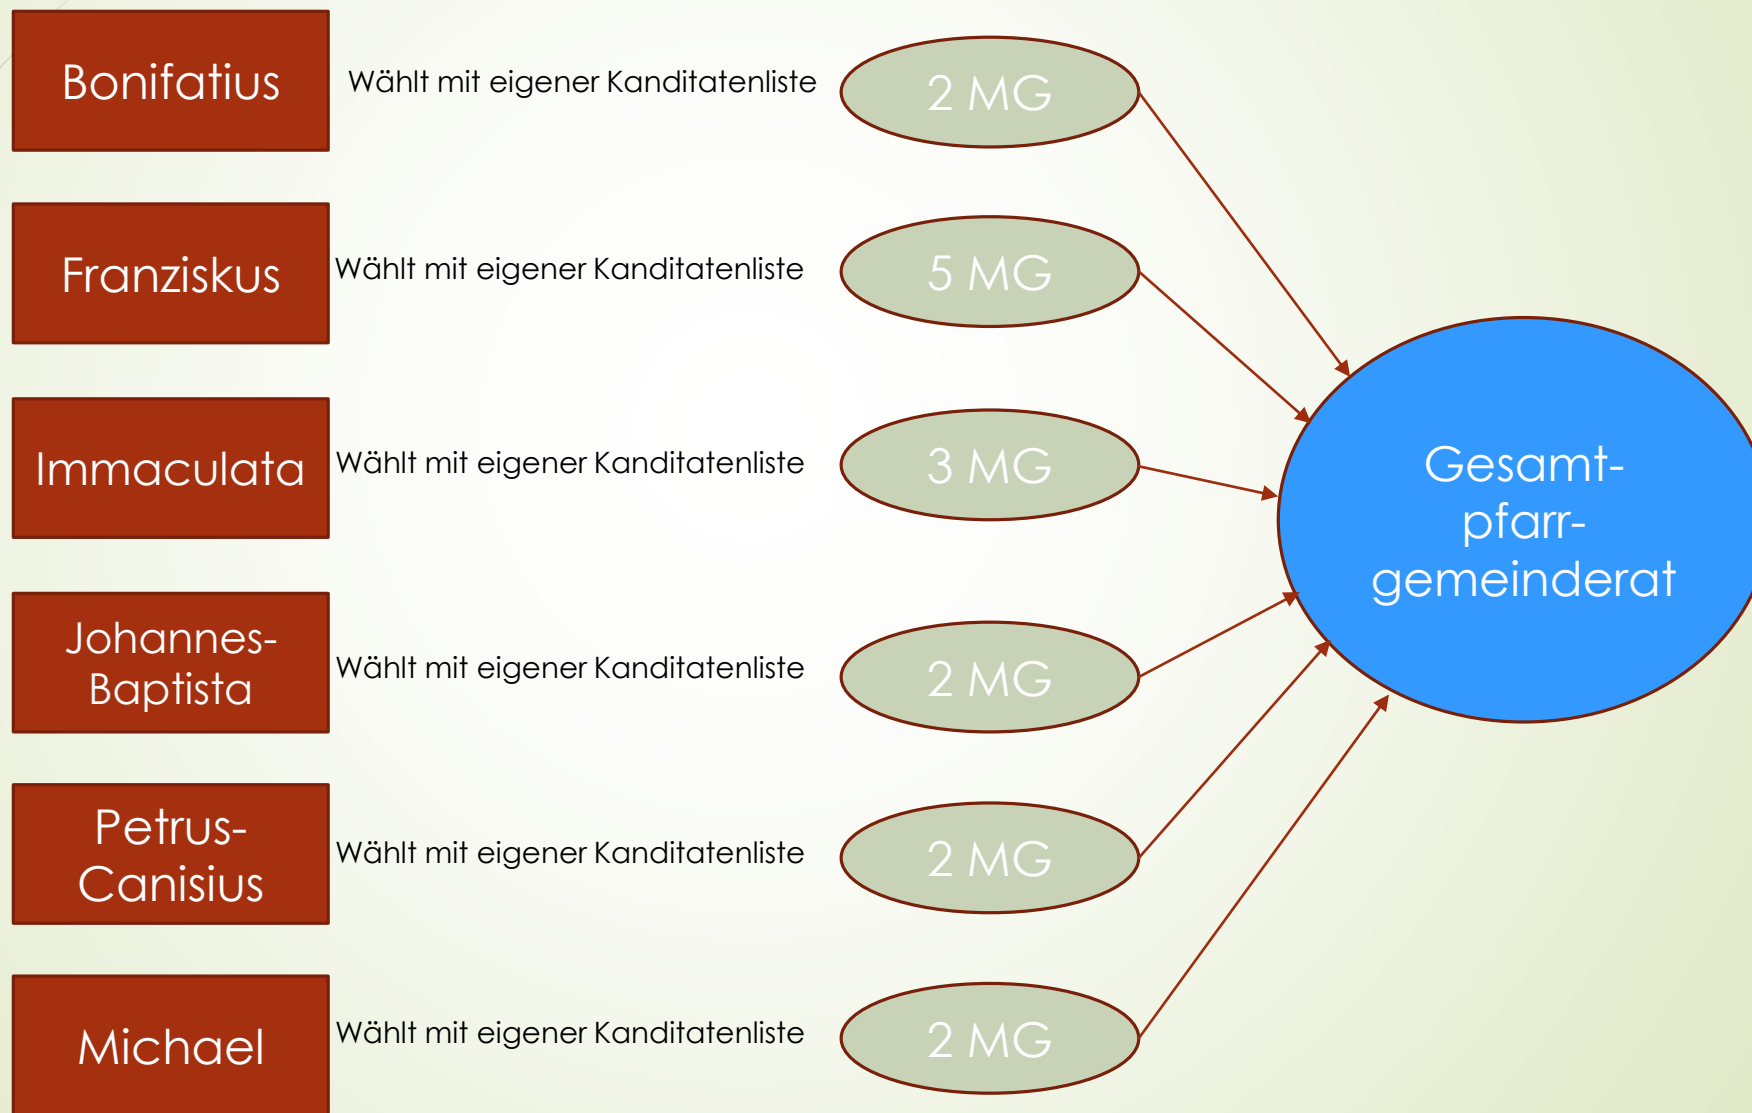 Bonifatius
Wählt mit eigener Kanditatenliste
2 MG
Franziskus
Wählt mit eigener Kanditatenliste
5 MG
Immaculata
Wählt mit eigener Kanditatenliste
3 MG
Johannes-
Baptista
Wählt mit eigener Kanditatenliste
2 MG
Petrus-
Canisius
Wählt mit eigener Kanditatenliste
2 MG
Michael
Wählt mit eigener Kanditatenliste
2 MG
Gesamt-
pfarr-
gemeinderat